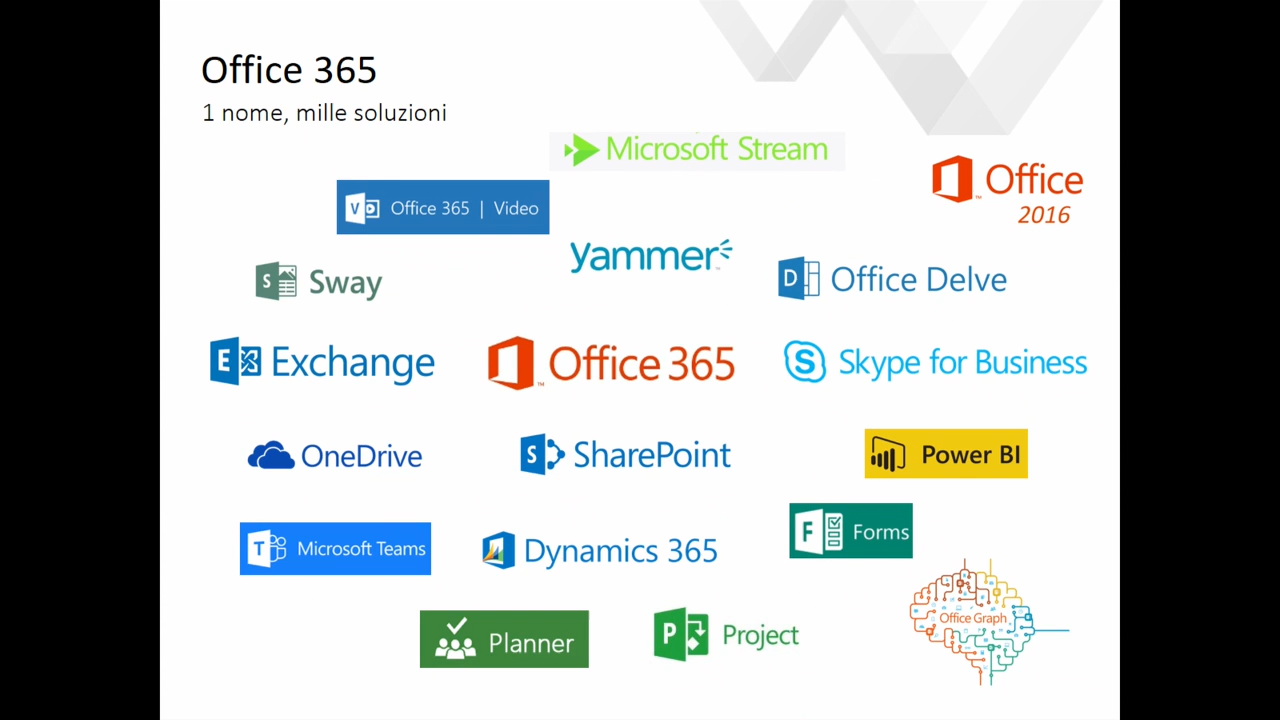 Office 365
1 nome, mille soluzioni
Microsoft Stream
Office 2016
V Office 365 | Video
yammer
S Sway
D Office Delve
E Exchange
Office 365
S Skype for Business
OneDrive
S SharePoint
Power BI
T Microsoft Teams
Dynamics 365
F Forms
Office Graph
Planner
P Project